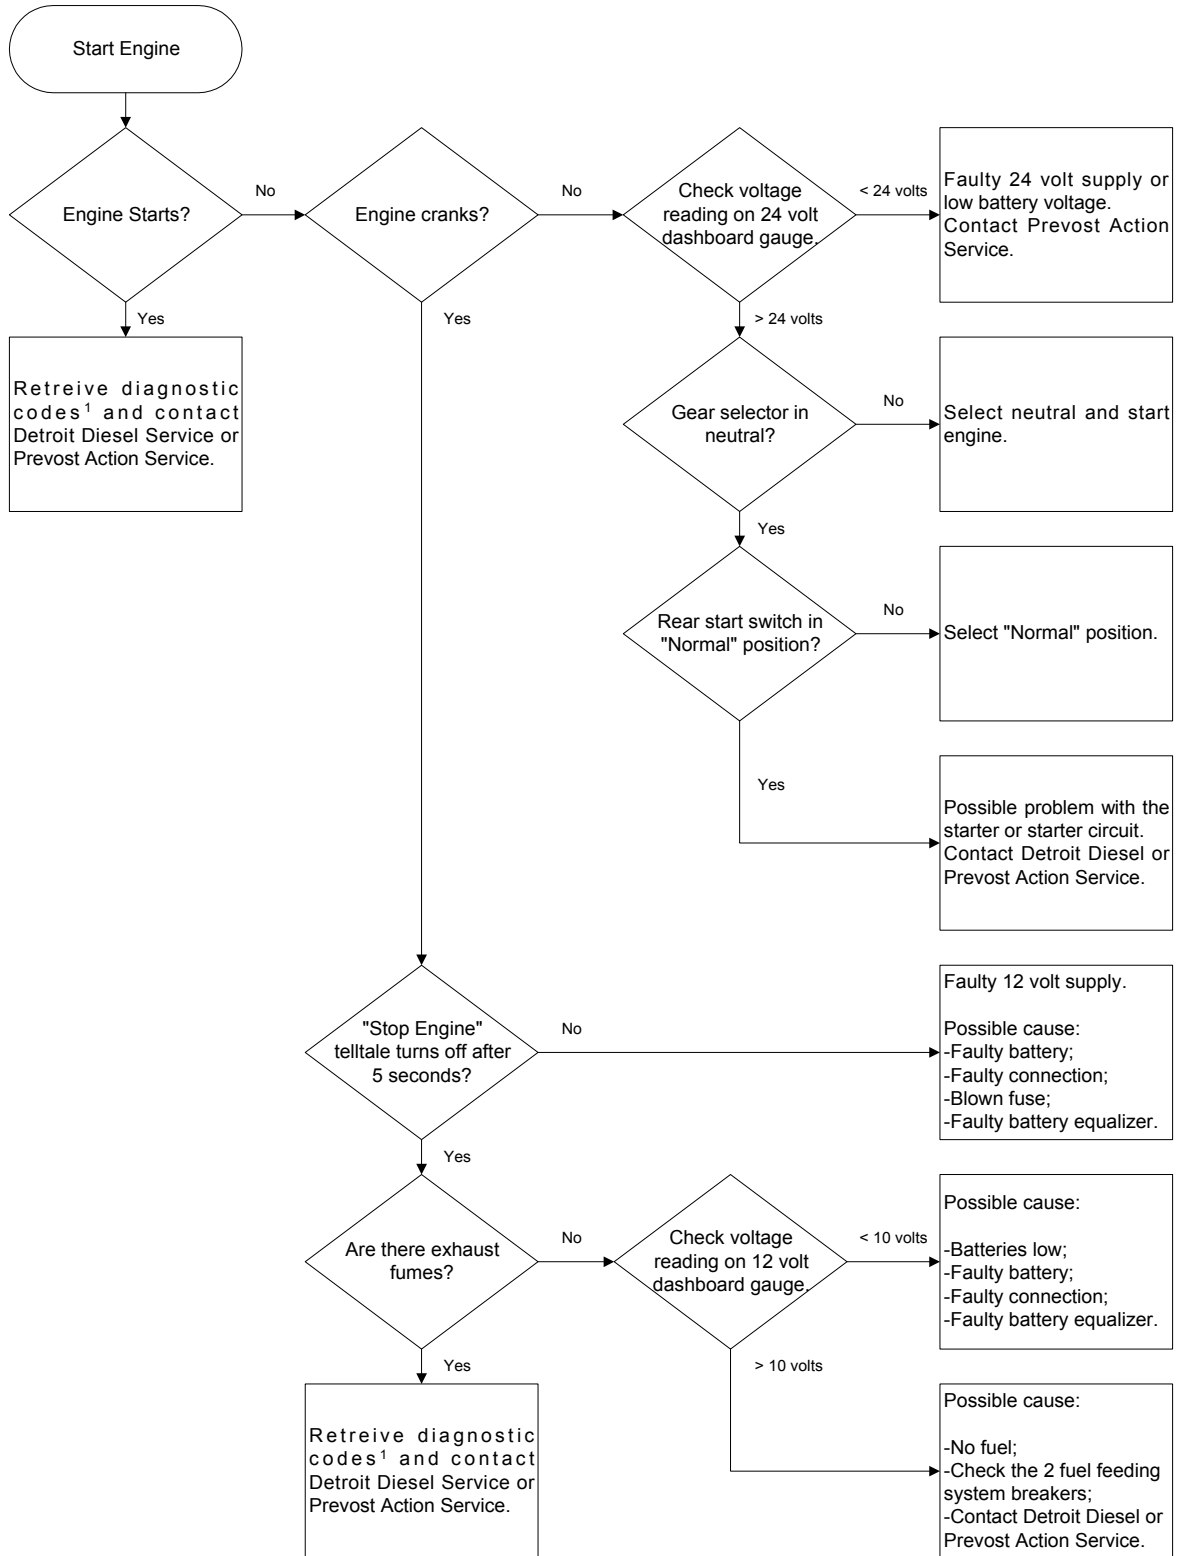 Start Engine
Engine Starts?
No
Engine cranks?
No
Check voltage
reading on 24 volt
dashboard gauge.
< 24 volts
Faulty 24 volt supply or
low battery voltage.
Contact Prevost Action
Service.
Yes
Yes
> 24 volts
Retreive diagnostic
codes¹ and contact
Detroit Diesel Service or
Prevost Action Service.
Gear selector in
neutral?
No
Select neutral and start
engine.
Yes
Rear start switch in
"Normal" position?
No
Select "Normal" position.
Yes
Possible problem with the
starter or starter circuit.
Contact Detroit Diesel or
Prevost Action Service.
"Stop Engine"
telltale turns off after
5 seconds?
No
Faulty 12 volt supply.
Possible cause:
-Faulty battery;
-Faulty connection;
-Blown fuse;
-Faulty battery equalizer.
Yes
Are there exhaust
fumes?
No
Check voltage
reading on 12 volt
dashboard gauge.
< 10 volts
Possible cause:
-Batteries low;
-Faulty battery;
-Faulty connection;
-Faulty battery equalizer.
Yes
> 10 volts
Retreive diagnostic
codes¹ and contact
Detroit Diesel Service or
Prevost Action Service.
Possible cause:
-No fuel;
-Check the 2 fuel feeding
system breakers;
-Contact Detroit Diesel or
Prevost Action Service.